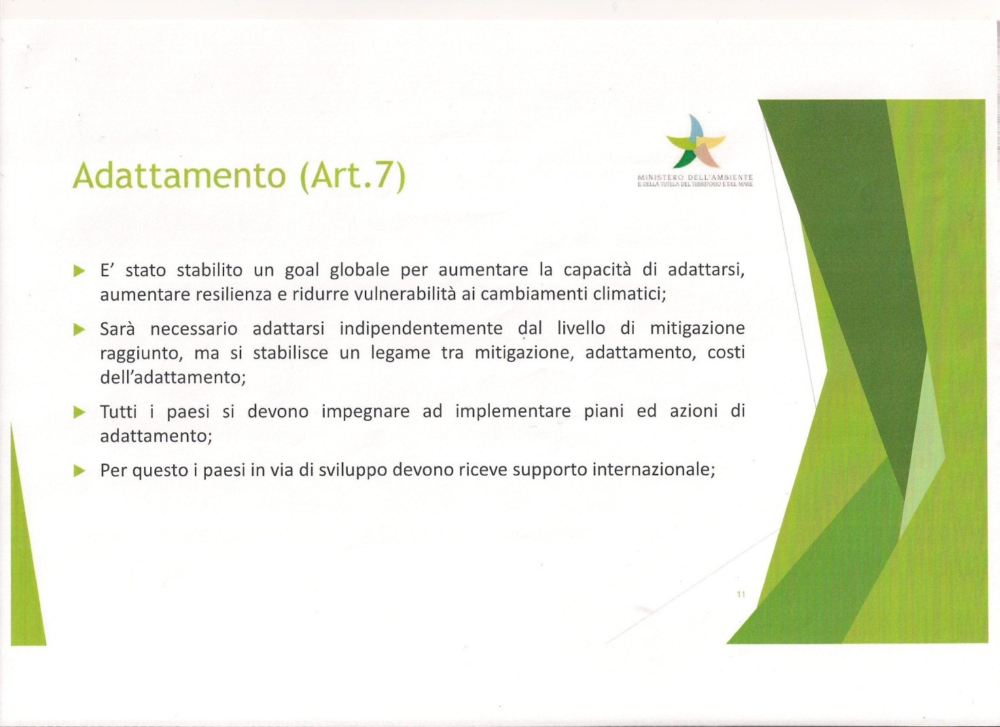 Adattamento (Art.7)
MINISTERO DELL'AMBIENTE
E DELLA TUTELA DEL TERRITORIO E DEL MARE
E’ stato stabilito un goal globale per aumentare la capacità di adattarsi,
aumentare resilienza e ridurre vulnerabilità ai cambiamenti climatici;
Sarà necessario adattarsi indipendentemente dal livello di mitigazione
raggiunto, ma si stabilisce un legame tra mitigazione, adattamento, costi
dell’adattamento;
Tutti i paesi si devono impegnare ad implementare piani ed azioni di
adattamento;
Per questo i paesi in via di sviluppo devono riceve supporto internazionale;
11